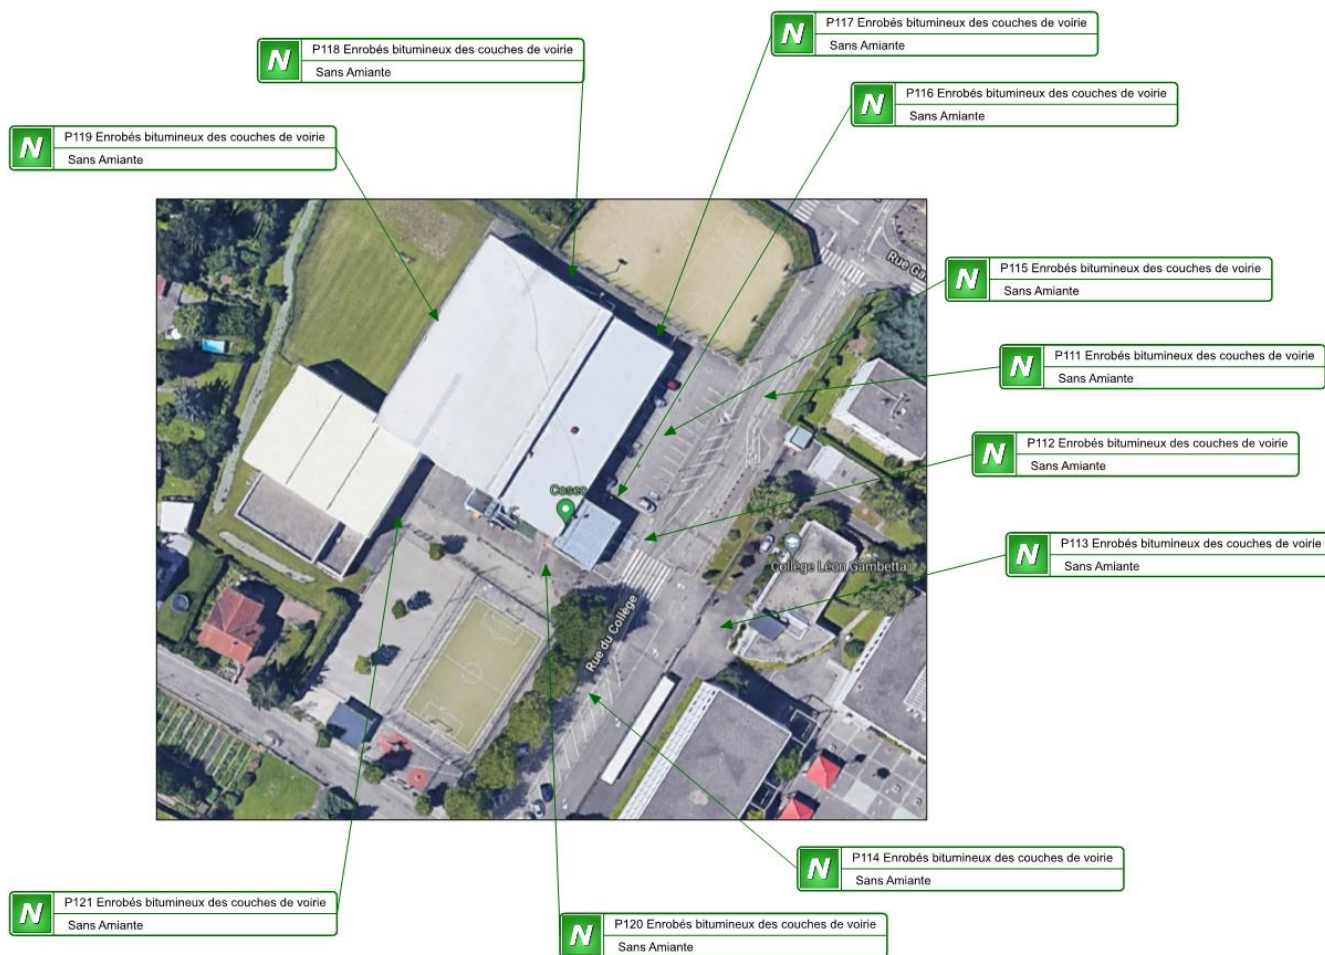 N
P117 Enrobés bitumineux des couches de voirie
Sans Amiante
N
P118 Enrobés bitumineux des couches de voirie
Sans Amiante
N
P116 Enrobés bitumineux des couches de voirie
Sans Amiante
N
P119 Enrobés bitumineux des couches de voirie
Sans Amiante
Rue Ga
N
P115 Enrobés bitumineux des couches de voirie
Sans Amiante
N
P111 Enrobés bitumineux des couches de voirie
Sans Amiante
N
P112 Enrobés bitumineux des couches de voirie
Sans Amiante
Cosec
N
P113 Enrobés bitumineux des couches de voirie
Sans Amiante
Collège Léon Gambetta
Rue du Collège
N
P114 Enrobés bitumineux des couches de voirie
Sans Amiante
N
P121 Enrobés bitumineux des couches de voirie
Sans Amiante
N
P120 Enrobés bitumineux des couches de voirie
Sans Amiante